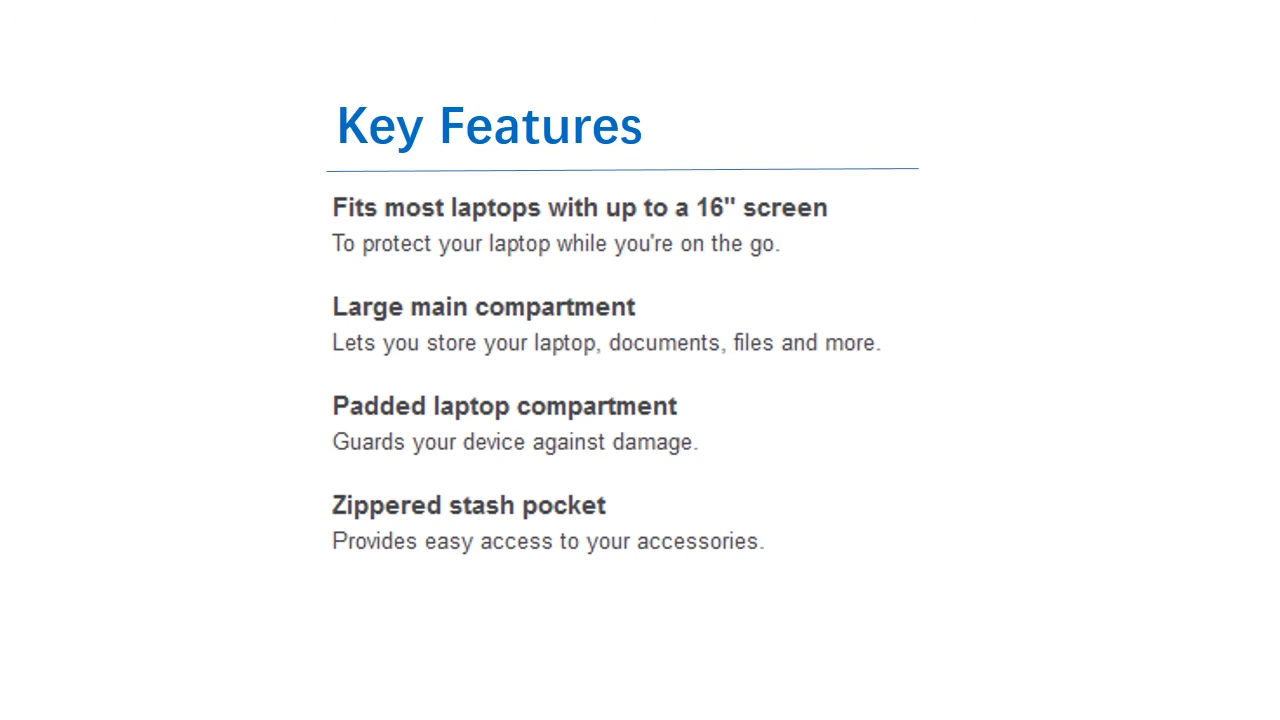 Key Features
Fits most laptops with up to a 16" screen
To protect your laptop while you're on the go.
Large main compartment
Lets you store your laptop, documents, files and more.
Padded laptop compartment
Guards your device against damage.
Zippered stash pocket
Provides easy access to your accessories.